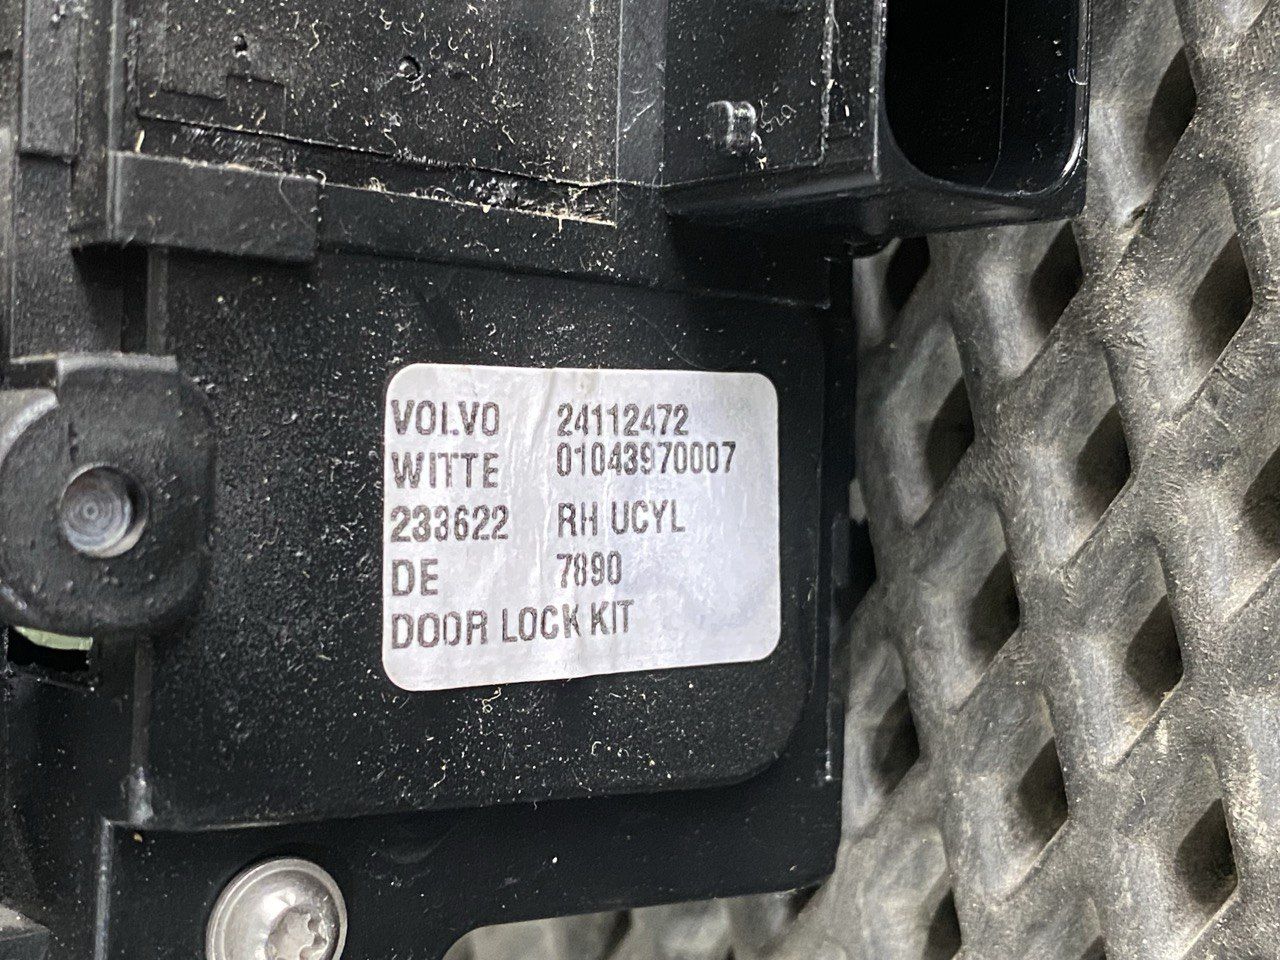 VOLVO 24112472
WITTE 01043970007
233622 RH UCYL
DE 7890
DOOR LOCK KIT